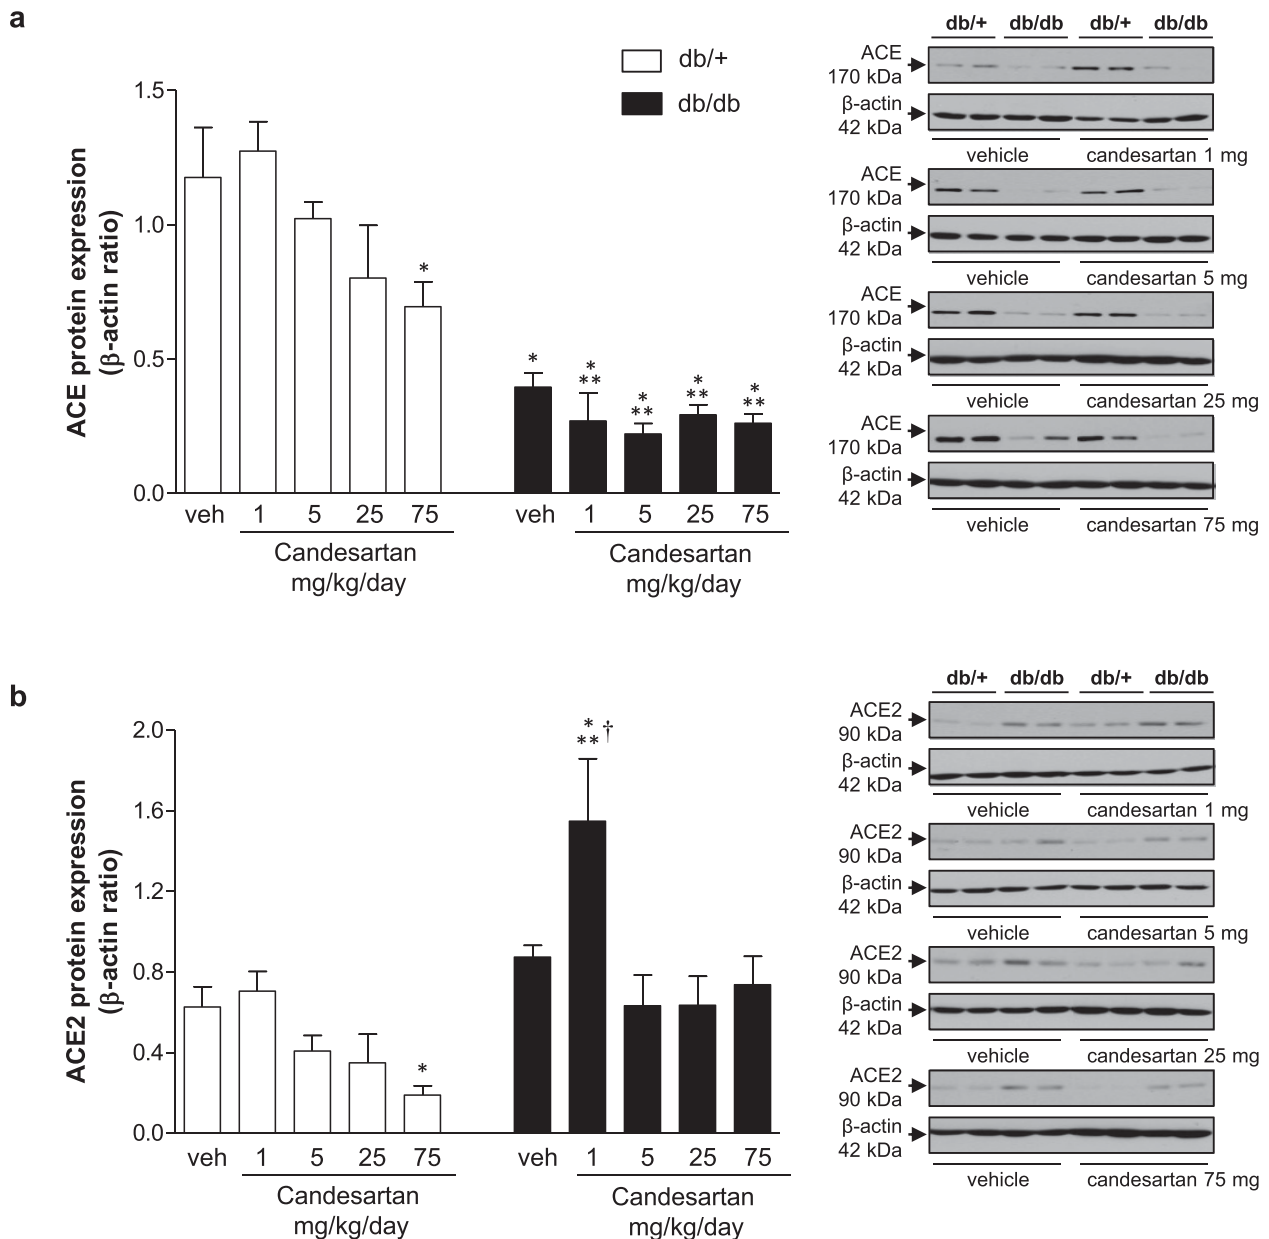 a
db/+
db/db
ACE protein expression
(β-actin ratio)
1.5
1.0
0.5
0.0
*
*
*
**
*
**
*
**
*
**
veh 1 5 25 75
veh 1 5 25 75
Candesartan
mg/kg/day
Candesartan
mg/kg/day
db/+ db/db db/+ db/db
ACE
170 kDa
β-actin
42 kDa
vehicle candesartan 1 mg
ACE
170 kDa
β-actin
42 kDa
vehicle candesartan 5 mg
ACE
170 kDa
β-actin
42 kDa
vehicle candesartan 25 mg
ACE
170 kDa
β-actin
42 kDa
vehicle candesartan 75 mg
b
ACE2 protein expression
(β-actin ratio)
2.0
1.6
1.2
0.8
0.4
0.0
*
*
**†
veh 1 5 25 75
veh 1 5 25 75
Candesartan
mg/kg/day
Candesartan
mg/kg/day
db/+ db/db db/+ db/db
ACE2
90 kDa
β-actin
42 kDa
vehicle candesartan 1 mg
ACE2
90 kDa
β-actin
42 kDa
vehicle candesartan 5 mg
ACE2
90 kDa
β-actin
42 kDa
vehicle candesartan 25 mg
ACE2
90 kDa
β-actin
42 kDa
vehicle candesartan 75 mg